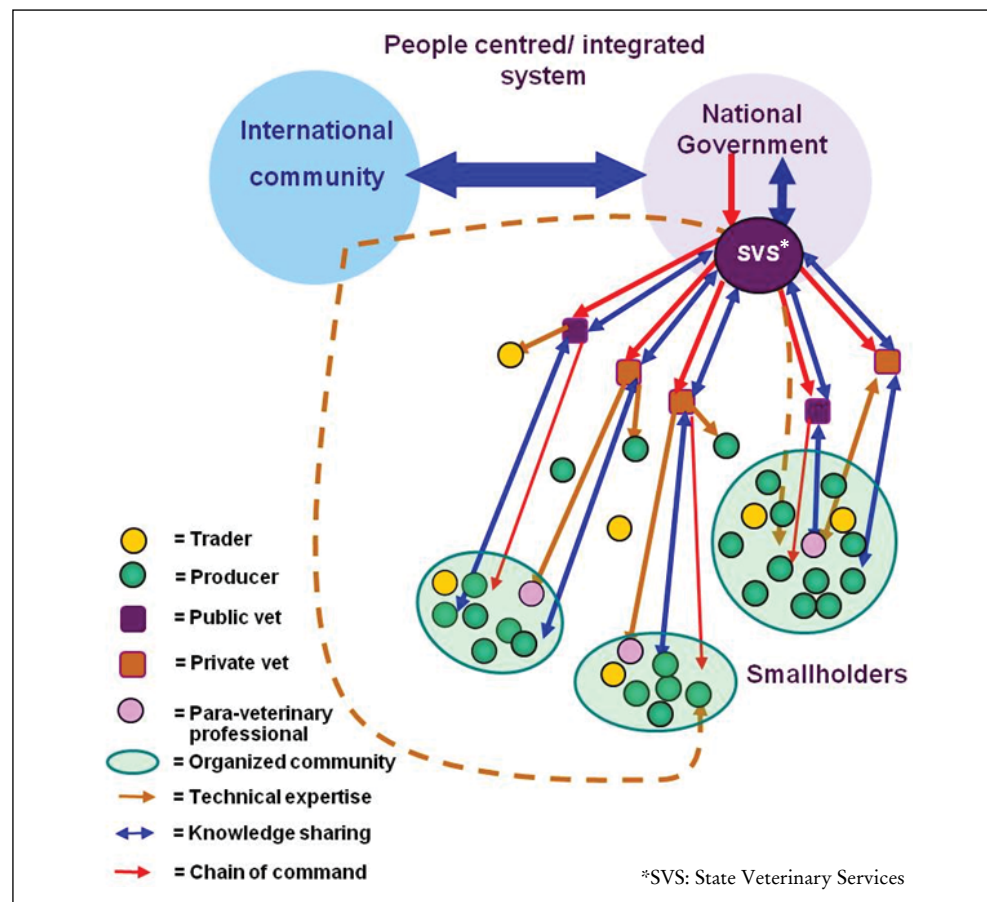 People centred/ integrated
system
International
community
National
Government
SVS*
Smallholders
= Trader
= Producer
= Public vet
= Private vet
= Para-veterinary
professional
= Organized community
= Technical expertise
= Knowledge sharing
= Chain of command
*SVS: State Veterinary Services